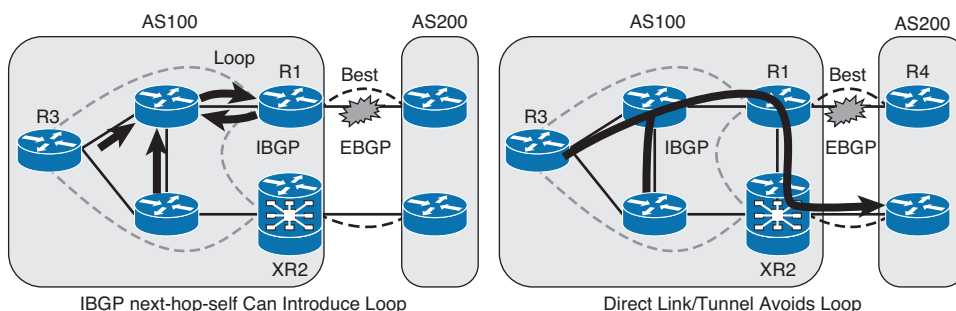 AS100
AS200
Loop
R1
Best
R3
IBGP
EBGP
XR2
IBGP next-hop-self Can Introduce Loop
AS100
AS200
R1
Best
R4
R3
IBGP
EBGP
XR2
Direct Link/Tunnel Avoids Loop